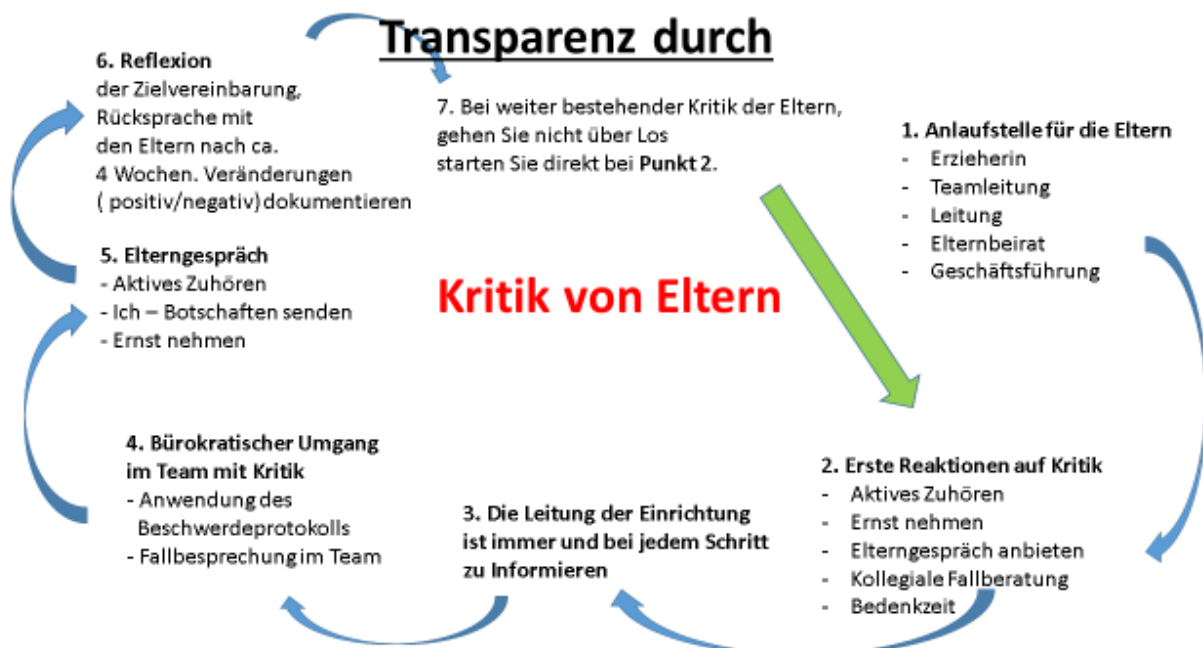 Transparenz durch
Kritik von Eltern
1. Anlaufstelle für die Eltern
- Erzieherin
- Teamleitung
- Leitung
- Elternbeirat
- Geschäftsführung
2. Erste Reaktionen auf Kritik
- Aktives Zuhören
- Ernst nehmen
- Elterngespräch anbieten
- Kollegiale Fallberatung
- Bedenkzeit
3. Die Leitung der Einrichtung
ist immer und bei jedem Schritt
zu Informieren
4. Bürokratischer Umgang
im Team mit Kritik
- Anwendung des
Beschwerdeprotokolls
- Fallbesprechung im Team
5. Elterngespräch
- Aktives Zuhören
- Ich – Botschaften senden
- Ernst nehmen
6. Reflexion
der Zielvereinbarung,
Rücksprache mit
den Eltern nach ca.
4 Wochen. Veränderungen
( positiv/negativ) dokumentieren
7. Bei weiter bestehender Kritik der Eltern,
gehen Sie nicht über Los
starten Sie direkt bei Punkt 2.